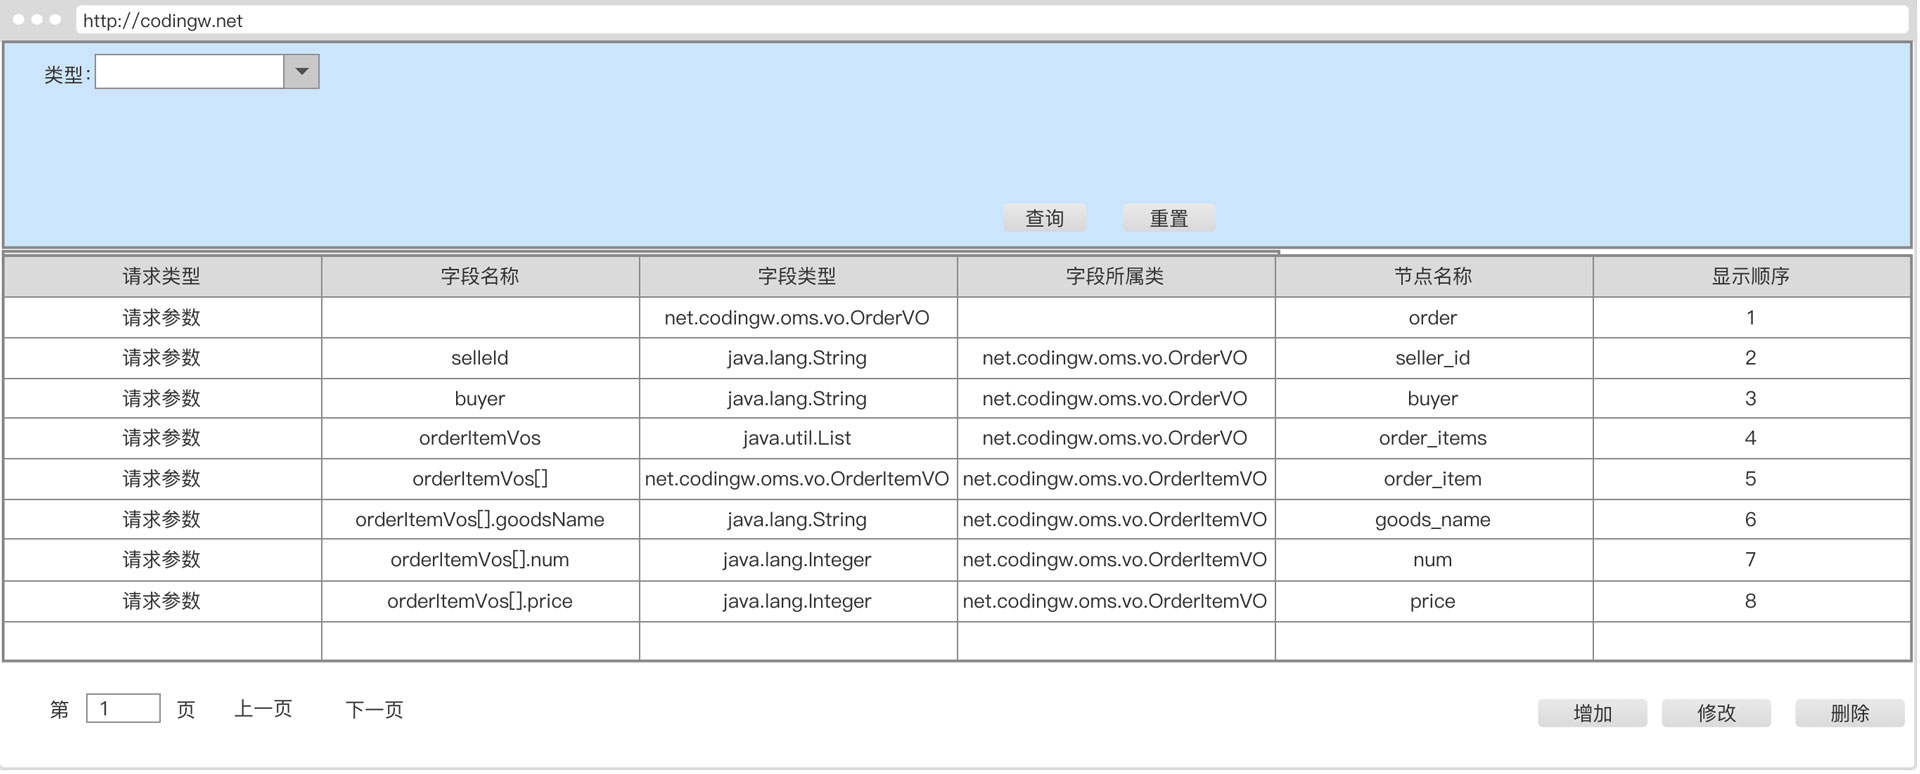 http://codingw.net
类型:
查询 重置
请求类型 字段名称 字段类型 字段所属类 节点名称 显示顺序
请求参数 net.codingw.oms.vo.OrderVO order 1
请求参数 selleId java.lang.String net.codingw.oms.vo.OrderVO seller_id 2
请求参数 buyer java.lang.String net.codingw.oms.vo.OrderVO buyer 3
请求参数 orderItemVos java.util.List net.codingw.oms.vo.OrderVO order_items 4
请求参数 orderItemVos[] net.codingw.oms.vo.OrderItemVO net.codingw.oms.vo.OrderItemVO order_item 5
请求参数 orderItemVos[].goodsName java.lang.String net.codingw.oms.vo.OrderItemVO goods_name 6
请求参数 orderItemVos[].num java.lang.Integer net.codingw.oms.vo.OrderItemVO num 7
请求参数 orderItemVos[].price java.lang.Integer net.codingw.oms.vo.OrderItemVO price 8
第 1 页 上一页 下一页 增加 修改 删除